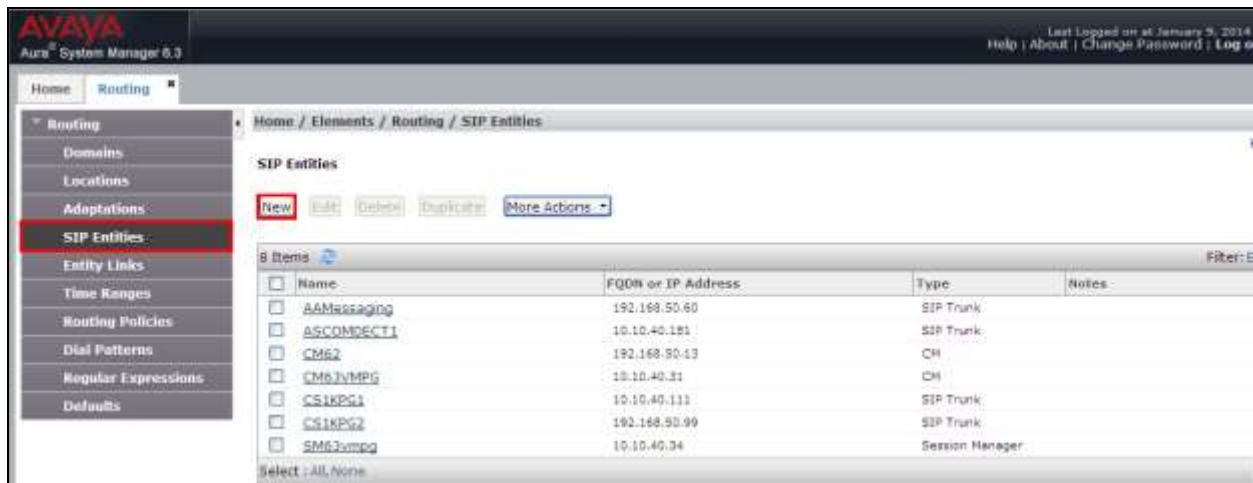 AVAYA
Aura® System Manager 6.3
Last Logged on at January 9, 2014
Help | About | Change Password | Log o
Home Routing ×
Routing
Domains
Locations
Adaptations
SIP Entities
Entity Links
Time Ranges
Routing Policies
Dial Patterns
Regular Expressions
Defaults
Home / Elements / Routing / SIP Entities
SIP Entities
New Edit Delete Duplicate More Actions
8 Items Filter: E
Name FQDN or IP Address Type Notes
AAMessaging 192.168.50.60 SIP Trunk
ASCOMDECT1 10.10.40.181 SIP Trunk
CM62 192.168.50.13 CM
CM63VMPG 10.10.40.31 CM
CS1KPG1 10.10.40.111 SIP Trunk
CS1KPG2 192.168.50.99 SIP Trunk
SM63vmpg 10.10.40.34 Session Manager
Select : All, None